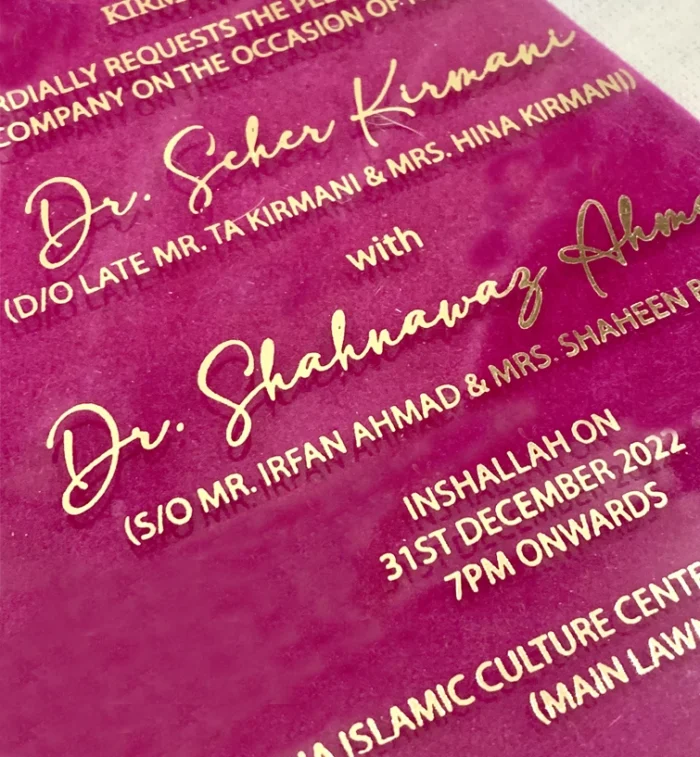 CORDIALLY REQUESTS THE
COMPANY ON THE OCCASION OF
Dr. Seher Kirmani
(D/O LATE MR. TA KIRMANI & MRS. HINA KIRMANI)
with
Dr. Shahnawaz
(S/O MR. IRFAN AHMAD & MRS. SHAHEEN
INSHALLAH ON
31ST DECEMBER 2022
7PM ONWARDS
ISLAMIC CULTURE CENTE
(MAIN LAWN